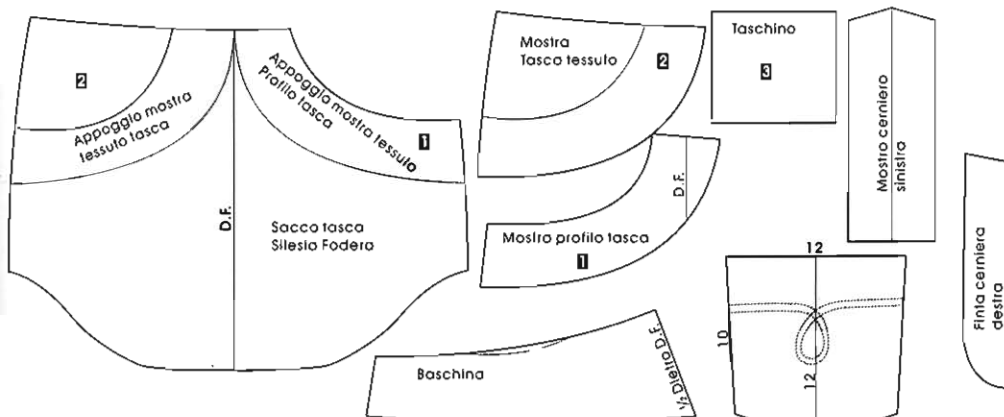 2
Appoggio mostra
tessuto tasca
Appoggio mostra tessuto
Profilo tasca
1
D.F.
Sacco tasca
Silesia Fodera
Mostra
Tasca tessuto
2
D.F.
Mostra profilo tasca
1
Taschino
3
Mostra cerniera
sinistra
Baschina
½ Dietro D.F.
12
10
12
Finta cerniera
destra